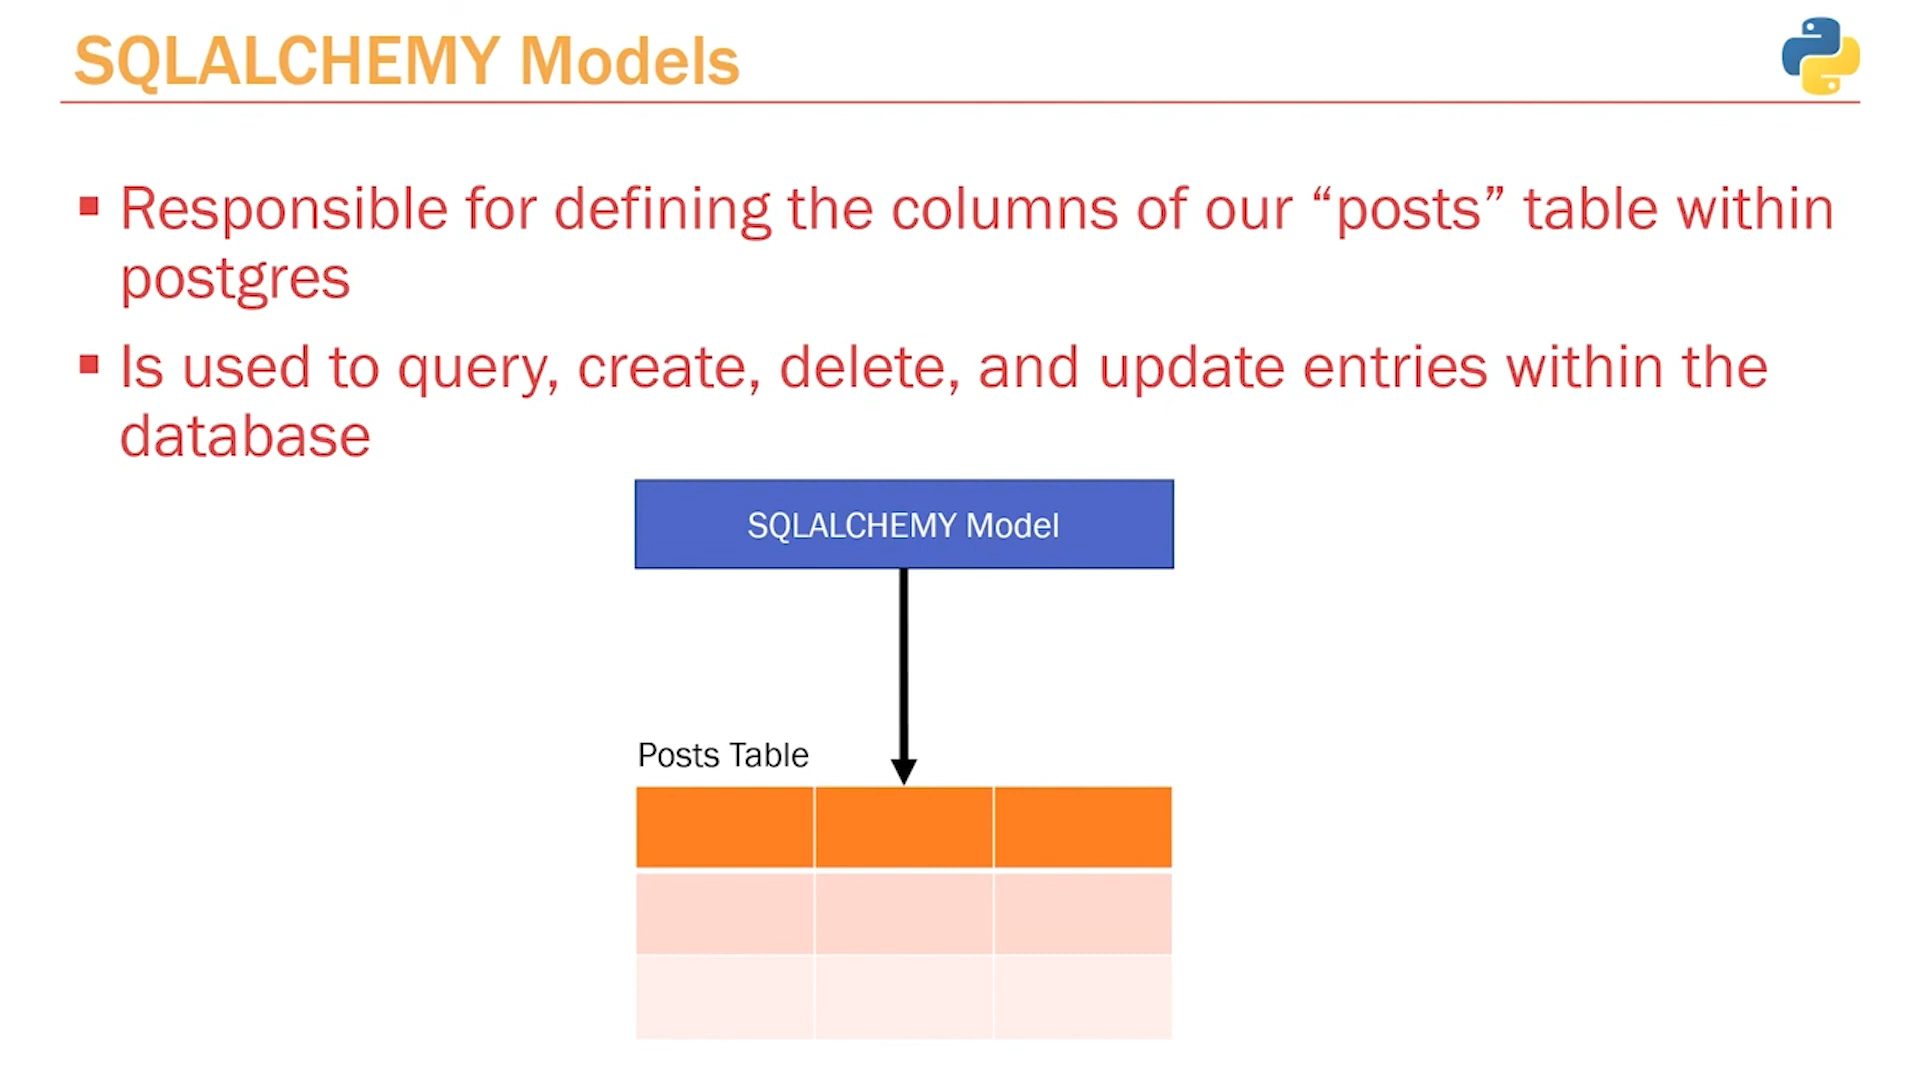 SQLALCHEMY Models
▪ Responsible for defining the columns of our “posts” table within
postgres
▪ Is used to query, create, delete, and update entries within the
database
SQLALCHEMY Model
Posts Table